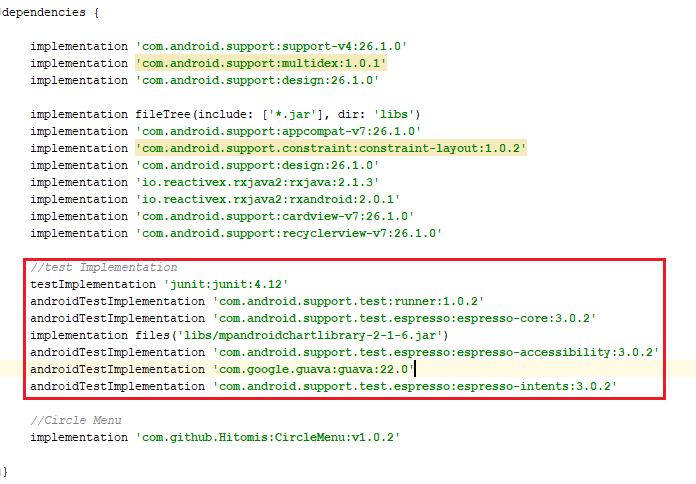 dependencies {
implementation 'com.android.support:support-v4:26.1.0'
implementation 'com.android.support:multidex:1.0.1'
implementation 'com.android.support:design:26.1.0'
implementation fileTree(include: ['*.jar'], dir: 'libs')
implementation 'com.android.support:appcompat-v7:26.1.0'
implementation 'com.android.support.constraint:constraint-layout:1.0.2'
implementation 'com.android.support:design:26.1.0'
implementation 'io.reactivex.rxjava2:rxjava:2.1.3'
implementation 'io.reactivex.rxjava2:rxandroid:2.0.1'
implementation 'com.android.support:cardview-v7:26.1.0'
implementation 'com.android.support:recyclerview-v7:26.1.0'
//test Implementation
testImplementation 'junit:junit:4.12'
androidTestImplementation 'com.android.support.test:runner:1.0.2'
androidTestImplementation 'com.android.support.test.espresso:espresso-core:3.0.2'
implementation files('libs/mpandroidchartlibrary-2-1-6.jar')
androidTestImplementation 'com.android.support.test.espresso:espresso-accessibility:3.0.2'
androidTestImplementation 'com.google.guava:guava:22.0'
androidTestImplementation 'com.android.support.test.espresso:espresso-intents:3.0.2'
//Circle Menu
implementation 'com.github.Hitomis:CircleMenu:v1.0.2'
}